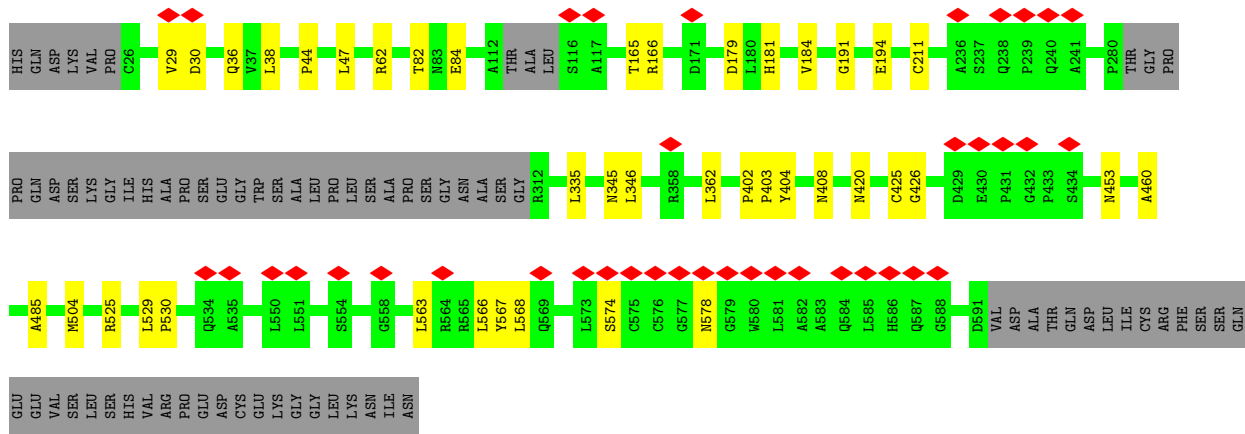 HIS GLN ASP LYS VAL PRO C26 V29 D30 Q36 V37 L38 P44 L47 R62 T82 N83 E84 A112 THR ALA LEU S116 A117 T165 R166 D171 D179 L180 H181 V184 G191 E194 C211 A236 S237 Q238 P239 Q240 A241 P280 THR GLY PRO
PRO GLN ASP SER LYS GLY ILE HIS ALA PRO SER GLU GLY TRP SER ALA LEU PRO LEU SER ALA PRO SER GLY ASN ALA SER GLY R312 L335 N345 L346 R358 L362 P402 P403 Y404 N408 N420 C425 G426 D429 E430 P431 G432 P433 S434 N453 A460
A485 M504 R525 L529 P530 Q534 A535 L550 L551 S554 G558 L563 R564 R565 L566 Y567 L568 Q569 L573 S574 C575 C576 G577 N578 G579 W580 L581 A582 A583 Q584 L585 H586 Q587 G588 D591 VAL ASP ALA THR GLN ASP LEU ILE CYS ARG PHE SER SER GLN
GLU GLU VAL SER LEU SER HIS VAL ARG PRO GLU ASP CYS GLU LYS GLY GLY LEU LYS ASN ILE ASN